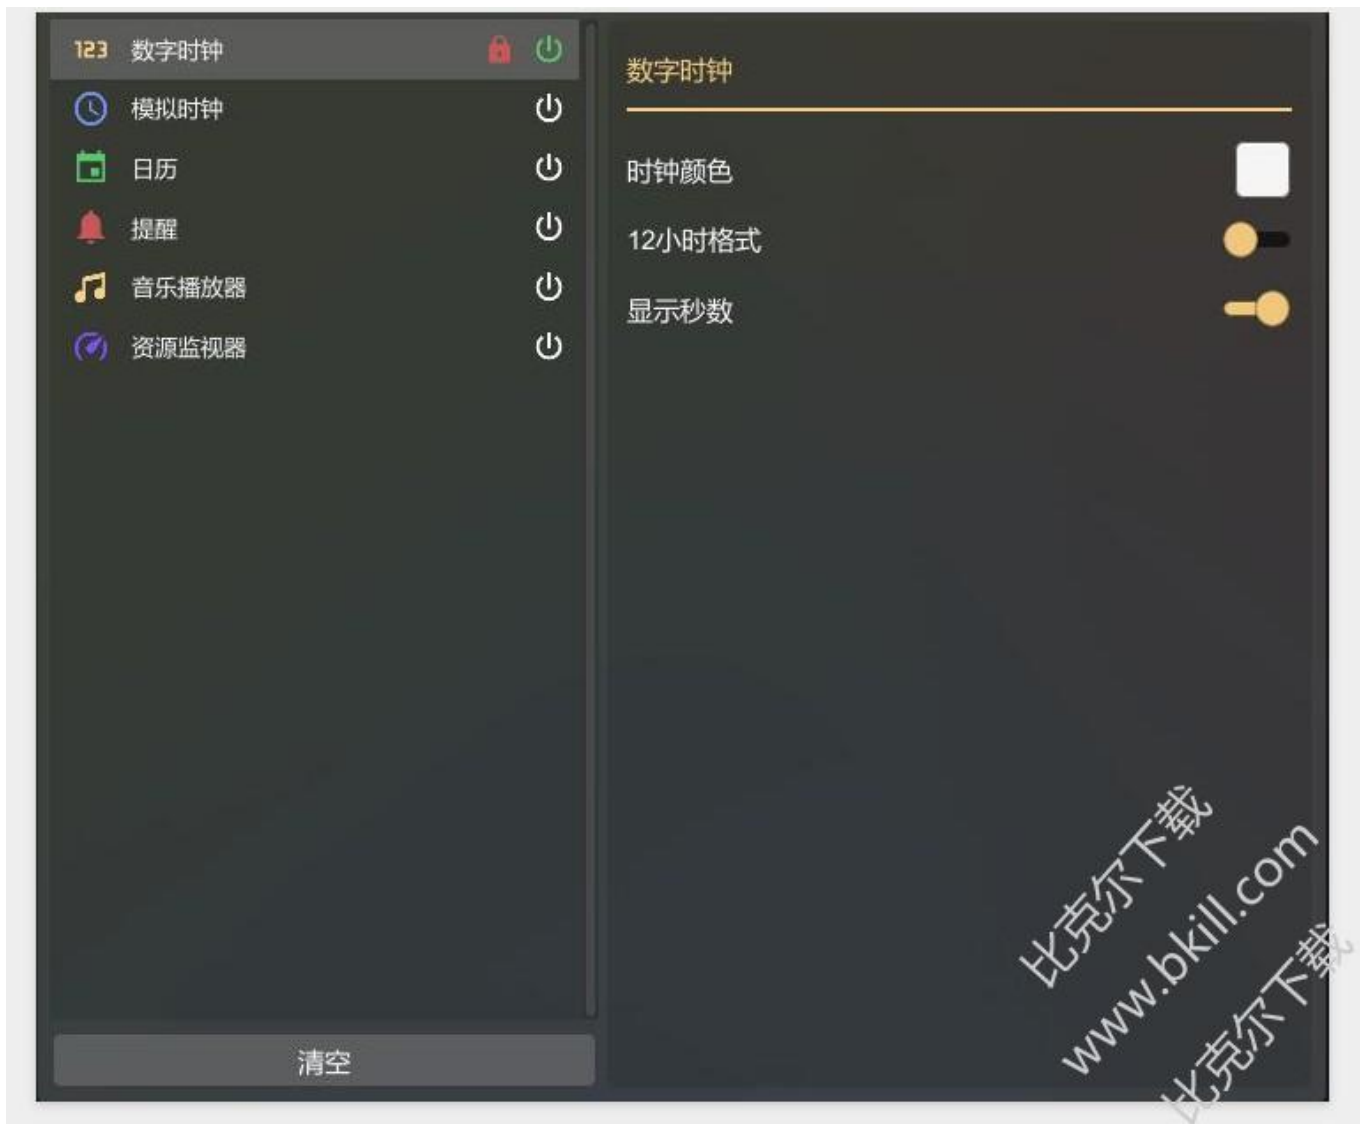 123 数字时钟
模拟时钟
日历
提醒
音乐播放器
资源监视器
清空
数字时钟
时钟颜色
12小时格式
显示秒数
比克尔下载
www.bkill.com
比克尔下载